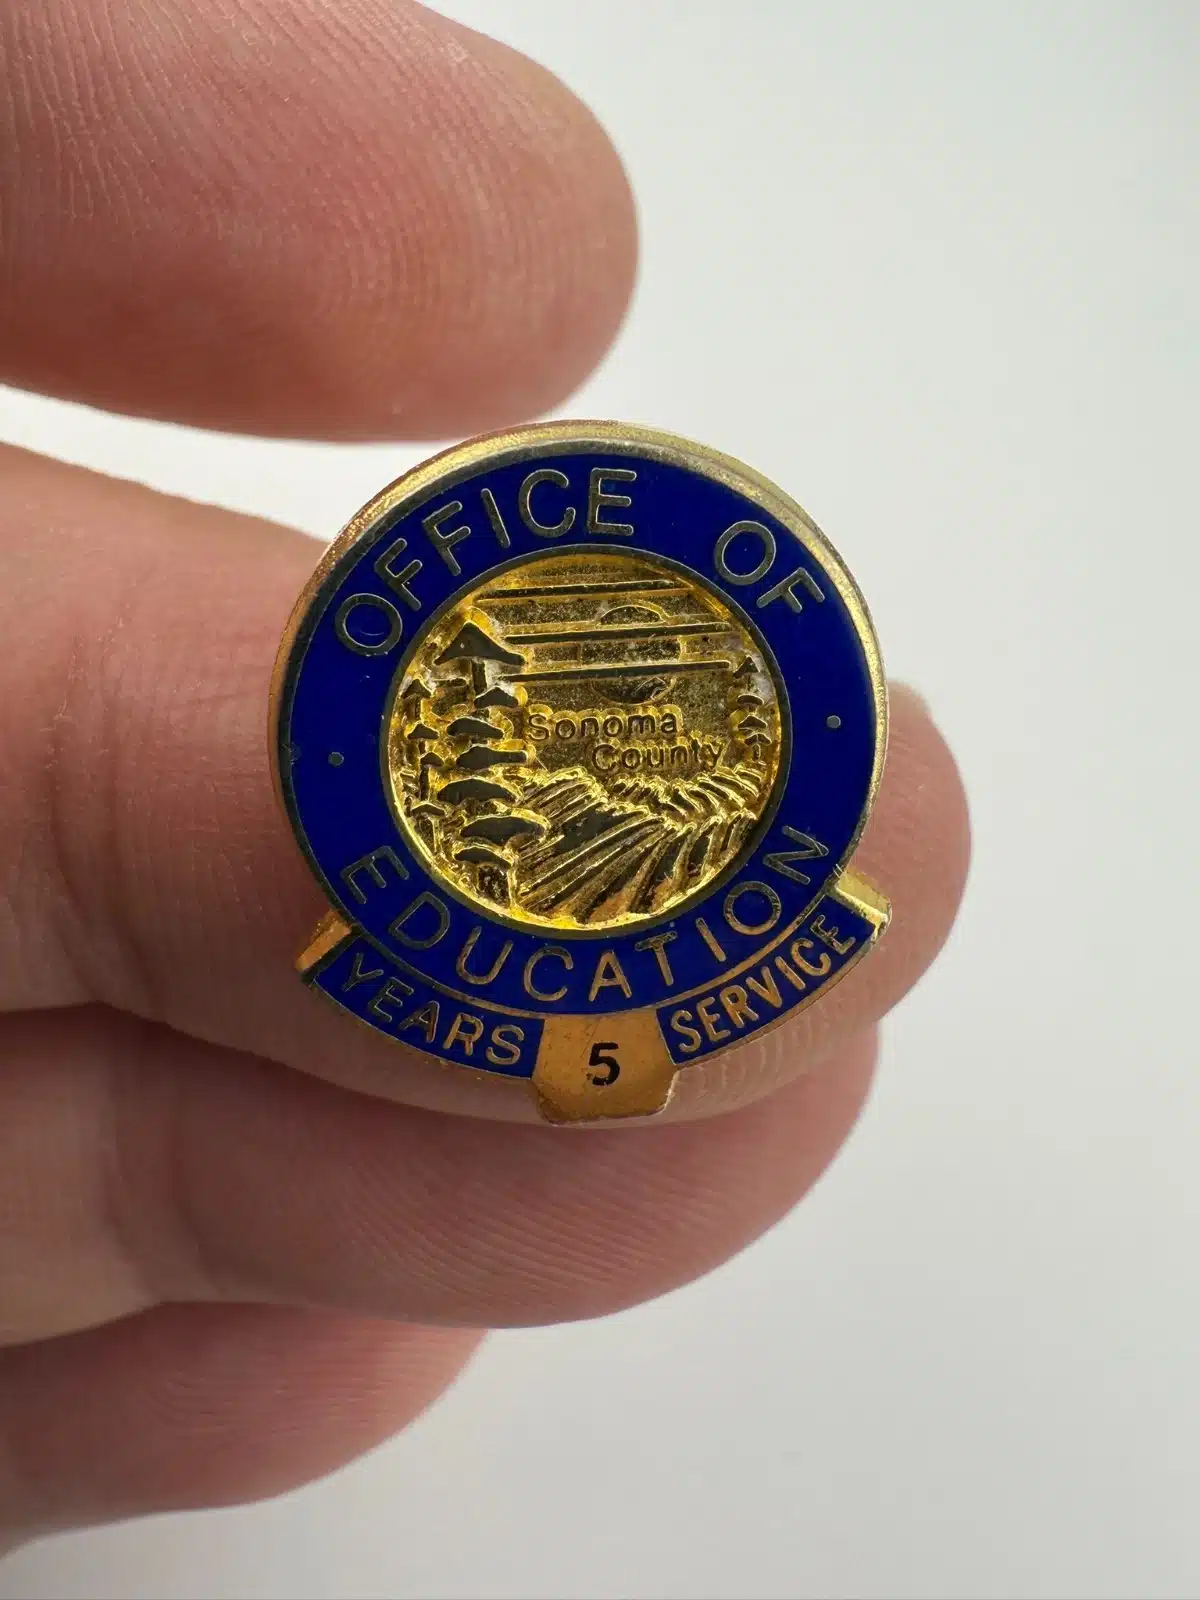 OFFICE OF
Sonoma
County
EDUCATION
YEARS 5 SERVICE